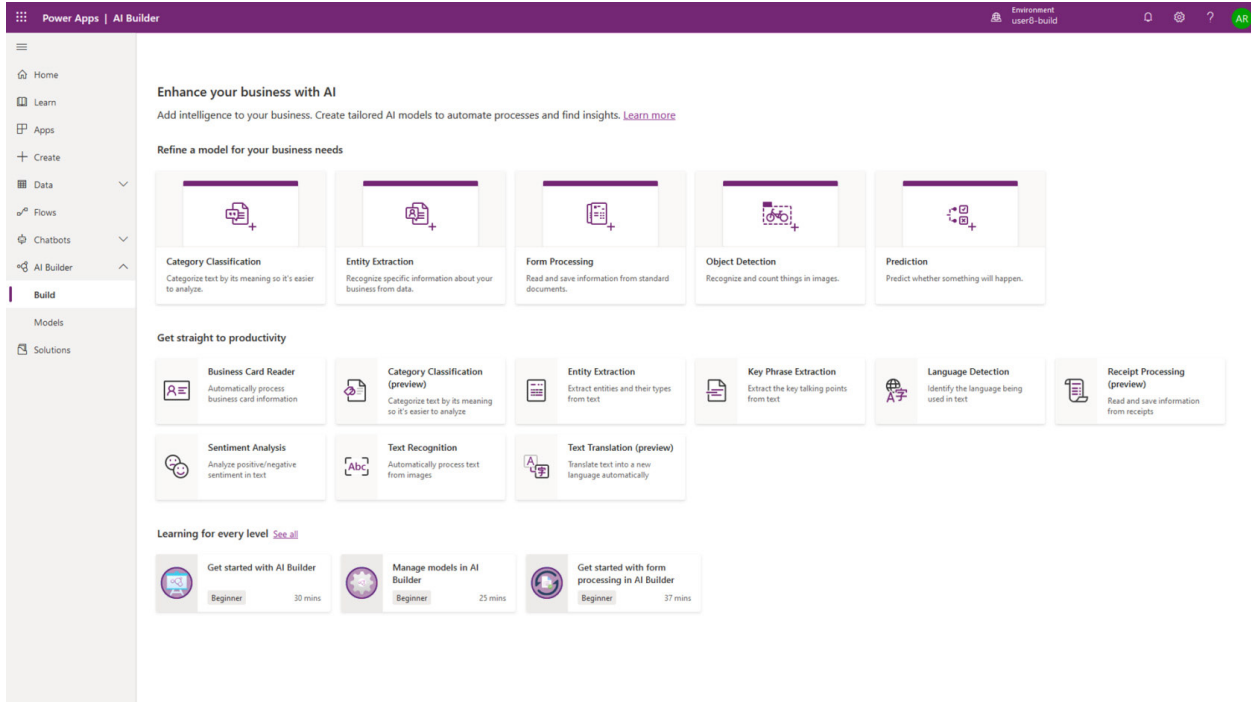 Power Apps | AI Builder
Environment
user8-build
?
AR
Home
Learn
Apps
Create
Data
Flows
Chatbots
AI Builder
Build
Models
Solutions
Enhance your business with AI
Add intelligence to your business. Create tailored AI models to automate processes and find insights. Learn more
Refine a model for your business needs
Category Classification
Categorize text by its meaning so it's easier
to analyze.
Entity Extraction
Recognize specific information about your
business from data.
Form Processing
Read and save information from standard
documents.
Object Detection
Recognize and count things in images.
Prediction
Predict whether something will happen.
Get straight to productivity
Business Card Reader
Automatically process
business card information
Category Classification
(preview)
Categorize text by its meaning
so it's easier to analyze
Entity Extraction
Extract entities and their types
from text
Key Phrase Extraction
Extract the key talking points
from text
A字
Language Detection
Identify the language being
used in text
Receipt Processing
(preview)
Read and save information
from receipts
Sentiment Analysis
Analyze positive/negative
sentiment in text
Abc
Text Recognition
Automatically process text
from images
A
字
Text Translation (preview)
Translate text into a new
language automatically
Learning for every level See all
Get started with AI Builder
Beginner 30 mins
Manage models in AI
Builder
Beginner 25 mins
Get started with form
processing in AI Builder
Beginner 37 mins